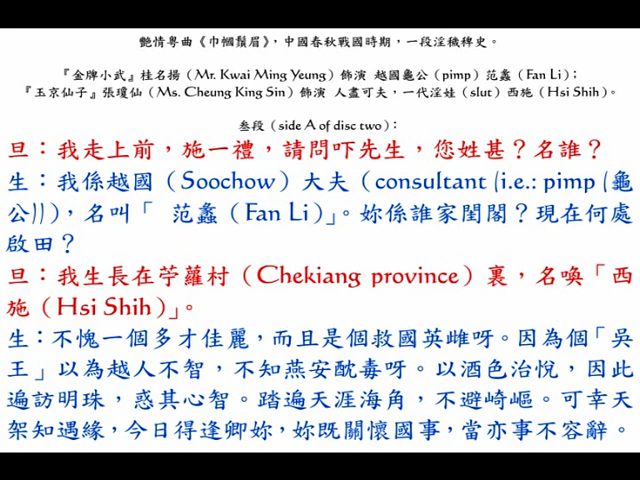 艷情粵曲《巾幗鬚眉》，中國春秋戰國時期，一段淫穢稗史。
『金牌小武』桂名揚（Mr. Kwai Ming Yeung）飾演 越國龜公（pimp）范蠡（Fan Li）；
『玉京仙子』張瓊仙（Ms. Cheung King Sin）飾演 人盡可夫，一代淫娃（slut）西施（Hsi Shih）。
叁段（side A of disc two）：
旦：我走上前，施一禮，請問吓先生，您姓甚？名誰？
生：我係越國（Soochow）大夫（consultant (i.e.: pimp (龜
公))），名叫「 范蠡（Fan Li）」。妳係誰家閨閣？現在何處
啟田？
旦：我生長在苧蘿村（Chekiang province）裏，名喚「西
施（Hsi Shih）」。
生：不愧一個多才佳麗，而且是個救國英雌呀。因為個「吳
王」以為越人不智，不知燕安酖毒呀。以酒色治悅，因此
遍訪明珠，惑其心智。踏遍天涯海角，不避崎嶇。可幸天
架知遇緣，今日得逢卿妳，妳既關懷國事，當亦事不容辭。